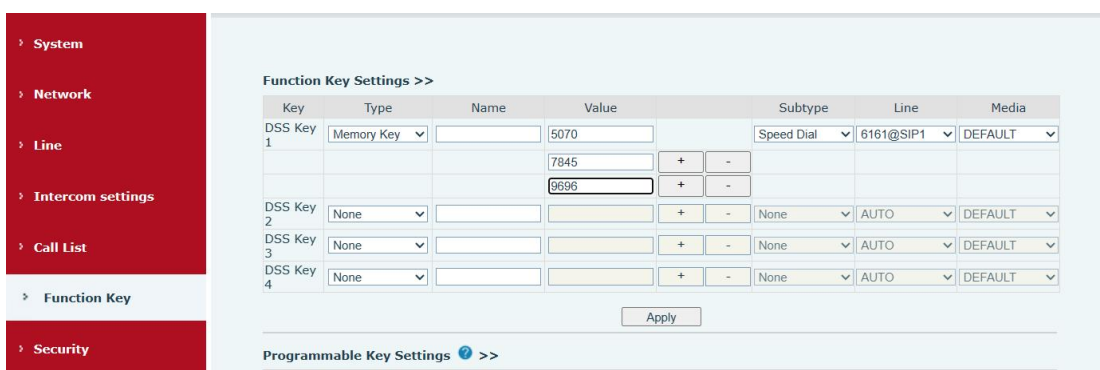 System
Network
Line
Intercom settings
Call List
Function Key
Security
Function Key Settings >>
Key Type Name Value Subtype Line Media
DSS Key 1 Memory Key 5070 Speed Dial 6161@SIP1 DEFAULT
7845 + -
9696 + -
DSS Key 2 None + - None AUTO DEFAULT
DSS Key 3 None + - None AUTO DEFAULT
DSS Key 4 None + - None AUTO DEFAULT
Apply
Programmable Key Settings ? >>